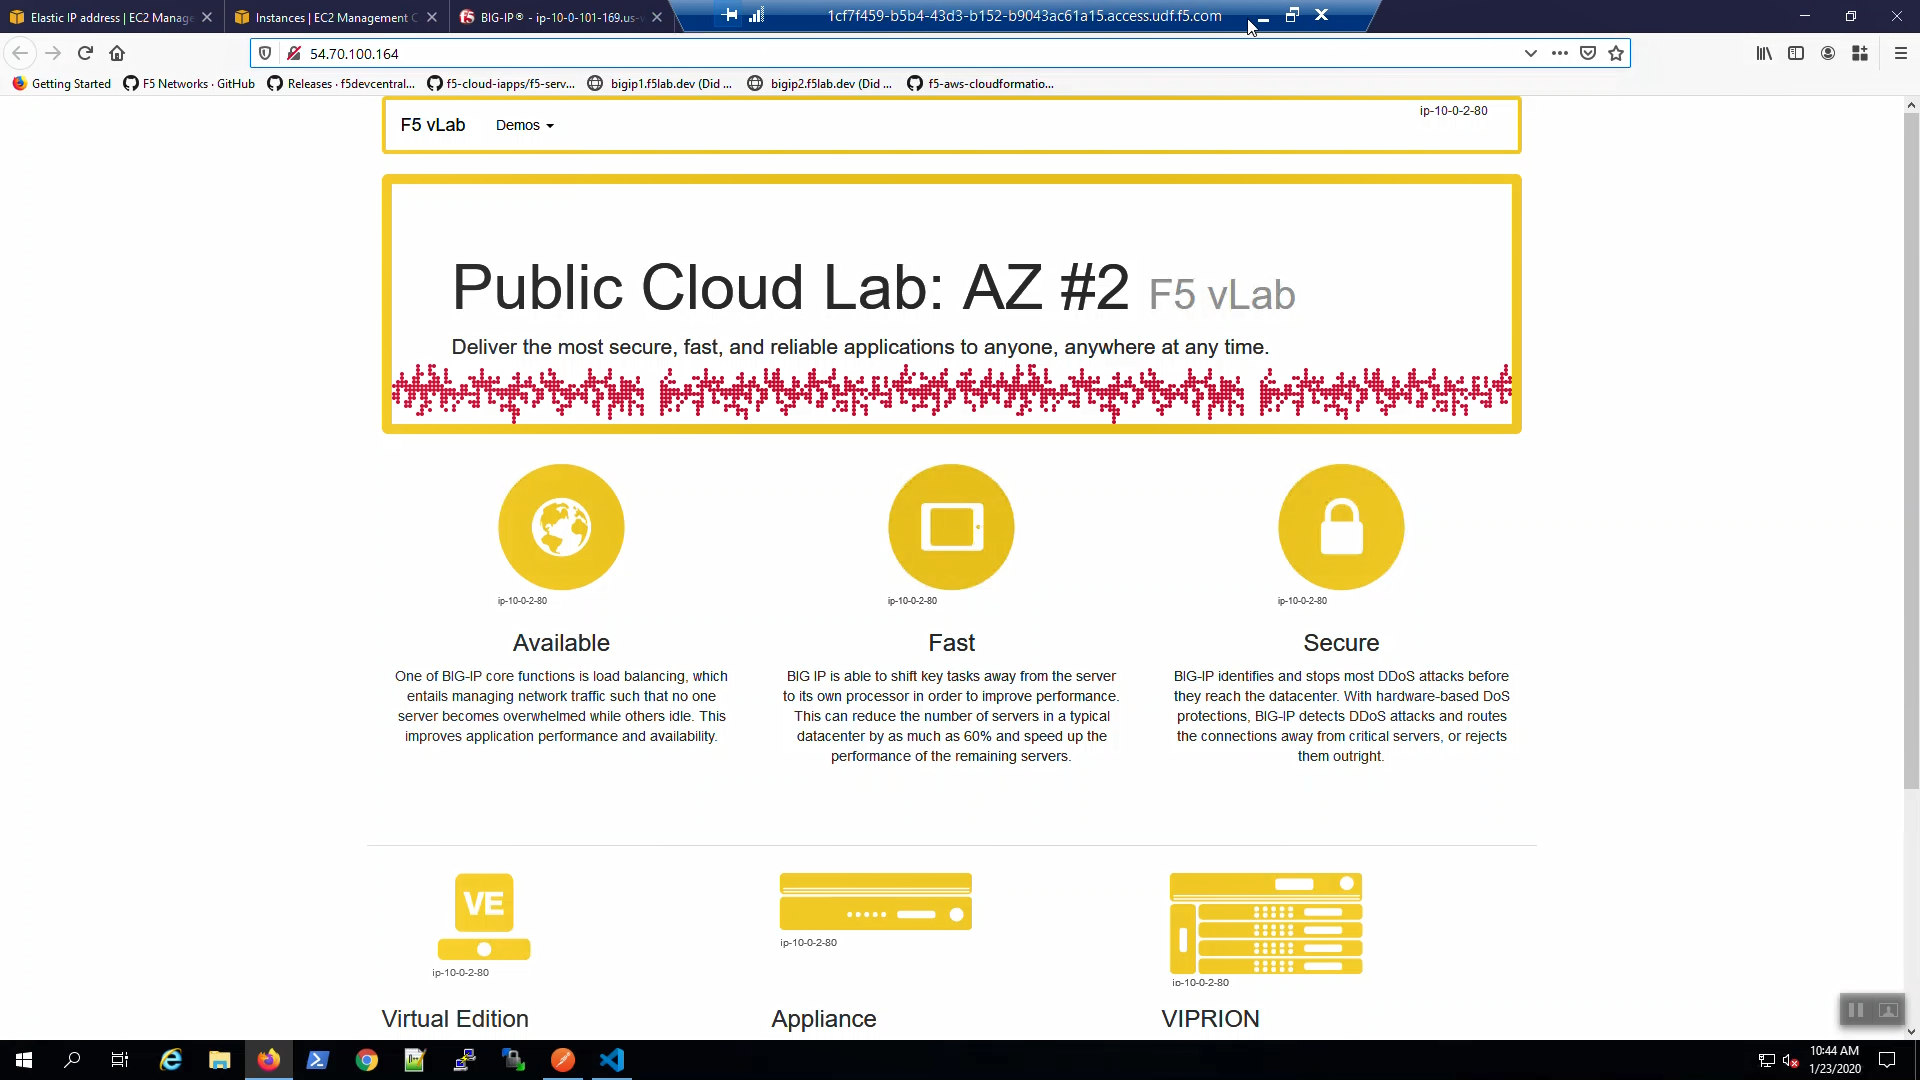 Elastic IP address | EC2 Manage
Instances | EC2 Management C
BIG-IP® - ip-10-0-101-169.us-w
1cf7f459-b5b4-43d3-b152-b9043ac61a15.access.udf.f5.com
54.70.100.164
Getting Started
F5 Networks · GitHub
Releases · f5devcentral...
f5-cloud-iapps/f5-serv...
bigip1.f5lab.dev (Did ...
bigip2.f5lab.dev (Did ...
f5-aws-cloudformatio...
F5 vLab
Demos
ip-10-0-2-80
Public Cloud Lab: AZ #2 F5 vLab
Deliver the most secure, fast, and reliable applications to anyone, anywhere at any time.
ip-10-0-2-80
ip-10-0-2-80
ip-10-0-2-80
Available
One of BIG-IP core functions is load balancing, which
entails managing network traffic such that no one
server becomes overwhelmed while others idle. This
improves application performance and availability.
Fast
BIG IP is able to shift key tasks away from the server
to its own processor in order to improve performance.
This can reduce the number of servers in a typical
datacenter by as much as 60% and speed up the
performance of the remaining servers.
Secure
BIG-IP identifies and stops most DDoS attacks before
they reach the datacenter. With hardware-based DoS
protections, BIG-IP detects DDoS attacks and routes
the connections away from critical servers, or rejects
them outright.
VE
ip-10-0-2-80
ip-10-0-2-80
ip-10-0-2-80
Virtual Edition
Appliance
VIPRION
10:44 AM
1/23/2020